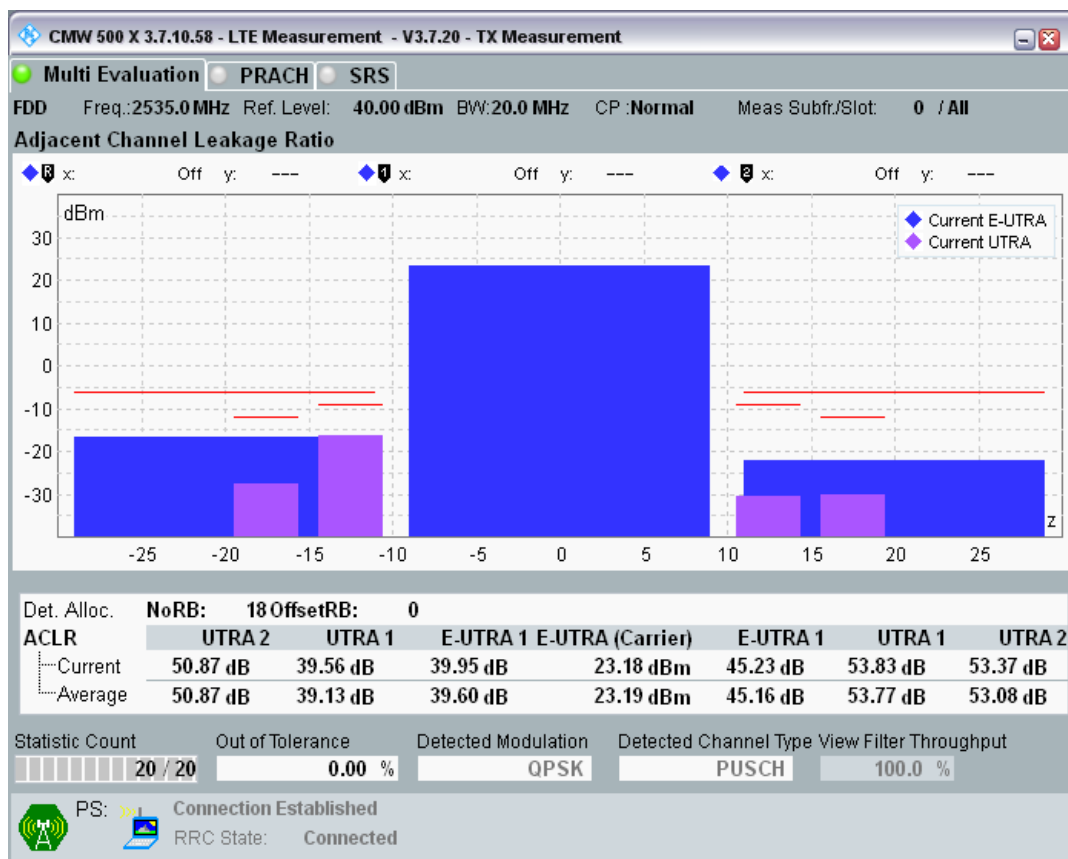 CMW 500 X 3.7.10.58 - LTE Measurement - V3.7.20 - TX Measurement
Multi Evaluation PRACH SRS
FDD Freq.:2535.0 MHz Ref. Level: 40.00 dBm BW:20.0 MHz CP :Normal Meas Subfr./Slot: 0 / All
Adjacent Channel Leakage Ratio
R x: Off y: --- 1 x: Off y: --- 2 x: Off y: ---
dBm
Current E-UTRA
Current UTRA
30
20
10
0
-10
-20
-30
z
-25 -20 -15 -10 -5 0 5 10 15 20 25
Det. Alloc. NoRB: 18 OffsetRB: 0
ACLR UTRA 2 UTRA 1 E-UTRA 1 E-UTRA (Carrier) E-UTRA 1 UTRA 1 UTRA 2
Current 50.87 dB 39.56 dB 39.95 dB 23.18 dBm 45.23 dB 53.83 dB 53.37 dB
Average 50.87 dB 39.13 dB 39.60 dB 23.19 dBm 45.16 dB 53.77 dB 53.08 dB
Statistic Count Out of Tolerance Detected Modulation Detected Channel Type View Filter Throughput
20 / 20 0.00 % QPSK PUSCH 100.0 %
PS: Connection Established
RRC State: Connected